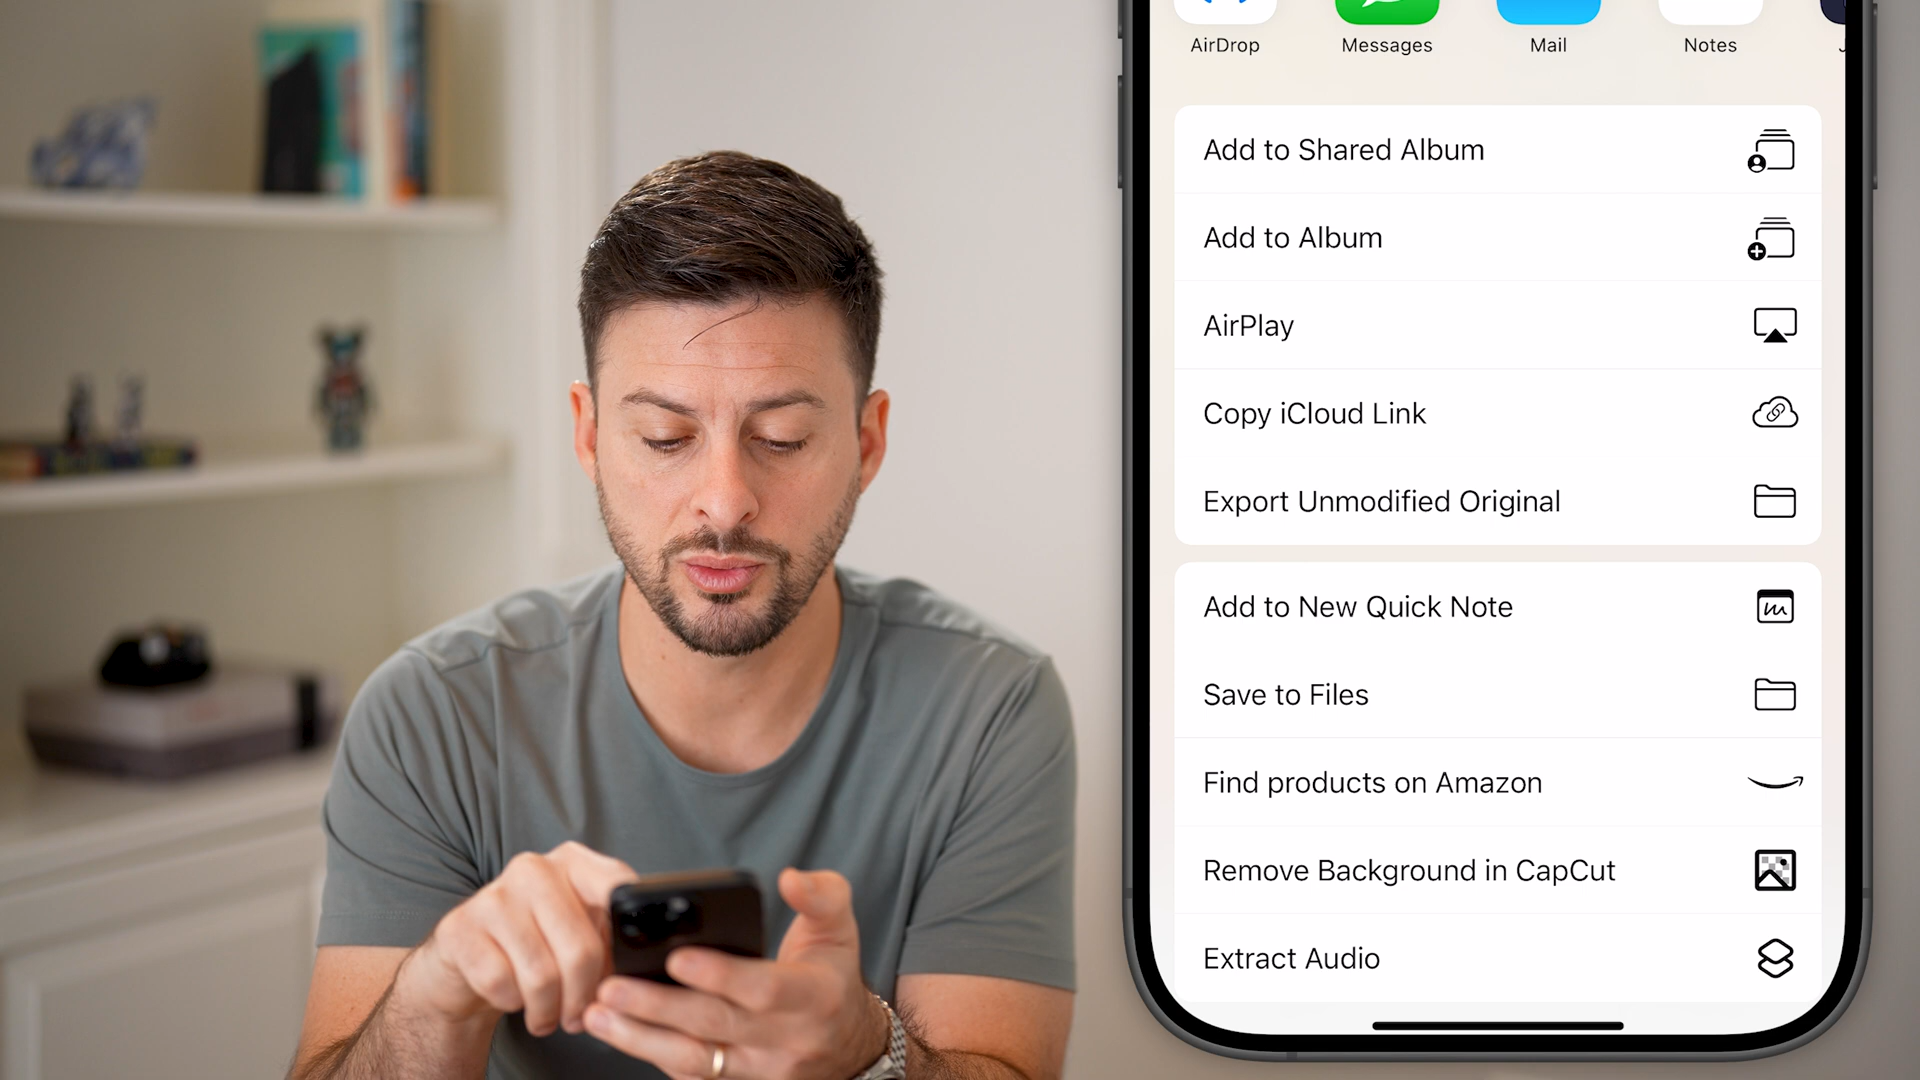 AirDrop
Messages
Mail
Notes
Add to Shared Album
Add to Album
AirPlay
Copy iCloud Link
Export Unmodified Original
Add to New Quick Note
Save to Files
Find products on Amazon
Remove Background in CapCut
Extract Audio